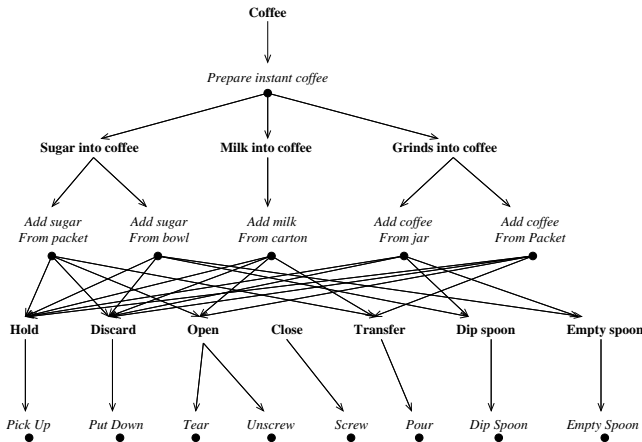 Coffee
Prepare instant coffee
Sugar into coffee Milk into coffee Grinds into coffee
Add sugar Add sugar Add milk Add coffee Add coffee
From packet From bowl From carton From jar From Packet
Hold Discard Open Close Transfer Dip spoon Empty spoon
Pick Up Put Down Tear Unscrew Screw Pour Dip Spoon Empty Spoon